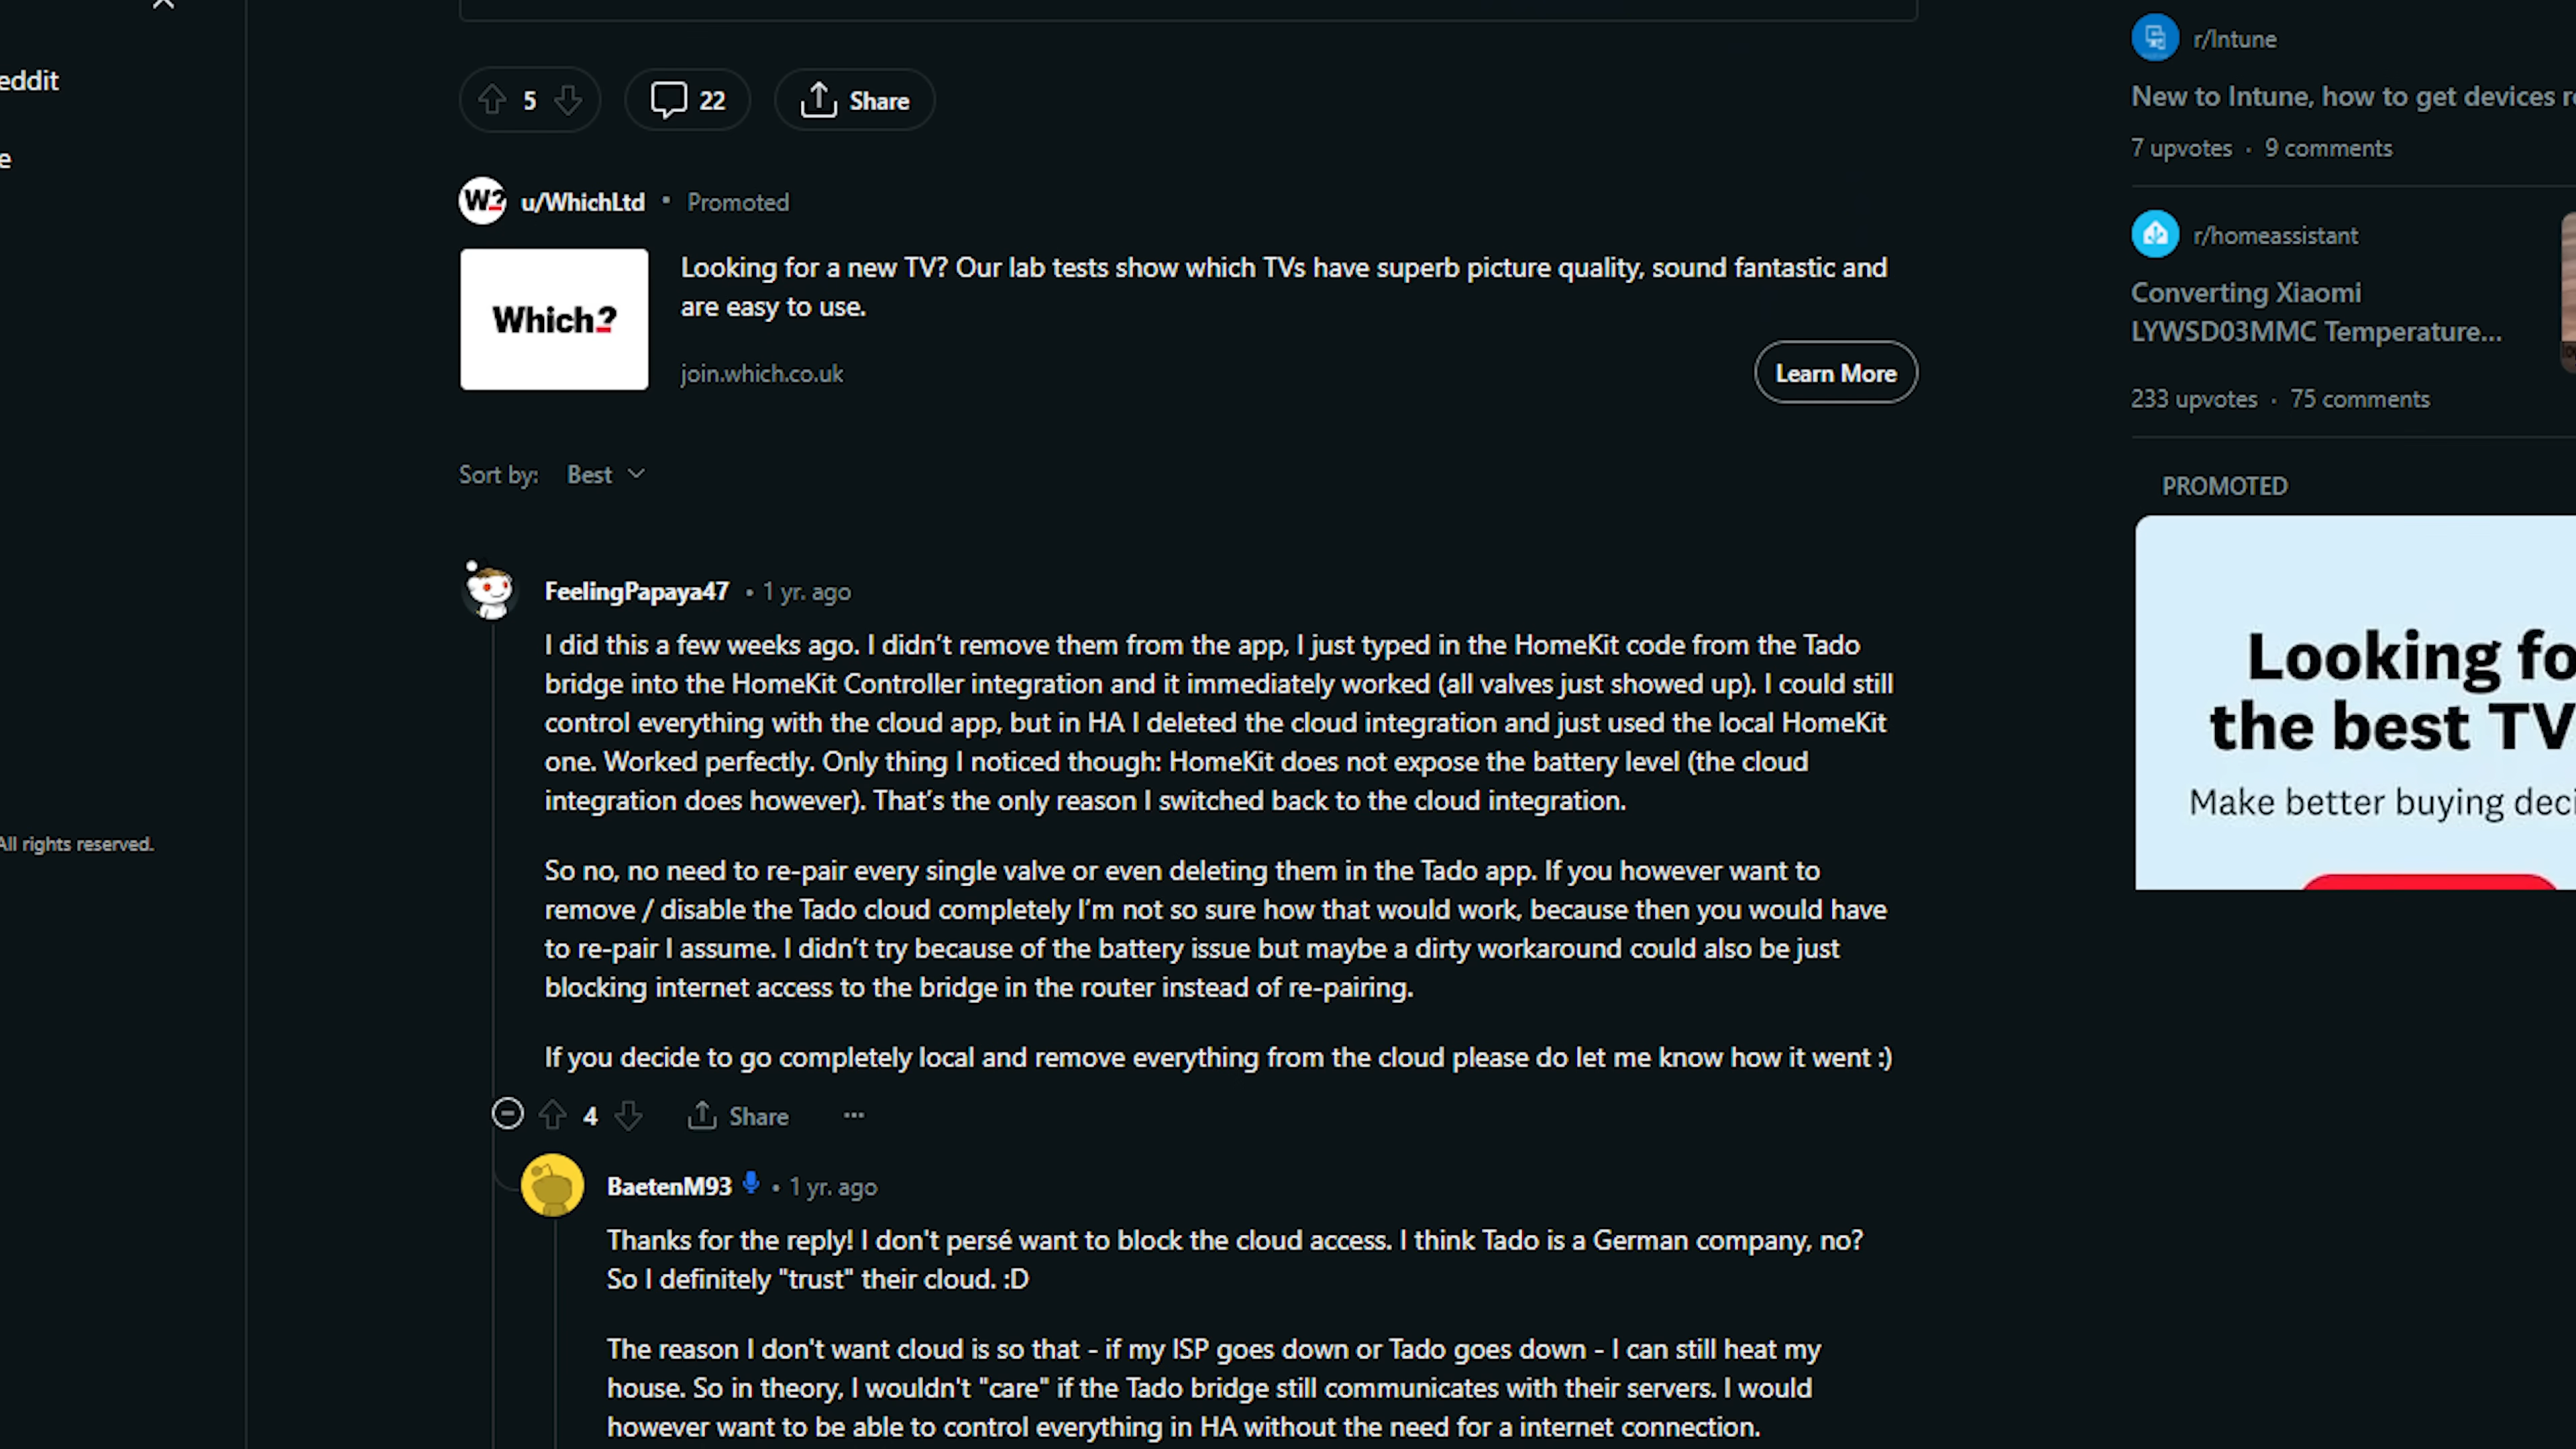 eddit
e
All rights reserved.
5
22
Share
W?
u/WhichLtd • Promoted
Which?
Looking for a new TV? Our lab tests show which TVs have superb picture quality, sound fantastic and
are easy to use.
join.which.co.uk
Learn More
Sort by: Best
FeelingPapaya47 • 1 yr. ago
I did this a few weeks ago. I didn’t remove them from the app, I just typed in the HomeKit code from the Tado
bridge into the HomeKit Controller integration and it immediately worked (all valves just showed up). I could still
control everything with the cloud app, but in HA I deleted the cloud integration and just used the local HomeKit
one. Worked perfectly. Only thing I noticed though: HomeKit does not expose the battery level (the cloud
integration does however). That’s the only reason I switched back to the cloud integration.
So no, no need to re-pair every single valve or even deleting them in the Tado app. If you however want to
remove / disable the Tado cloud completely I’m not so sure how that would work, because then you would have
to re-pair I assume. I didn’t try because of the battery issue but maybe a dirty workaround could also be just
blocking internet access to the bridge in the router instead of re-pairing.
If you decide to go completely local and remove everything from the cloud please do let me know how it went :)
4
Share
...
BaetenM93 • 1 yr. ago
Thanks for the reply! I don't persé want to block the cloud access. I think Tado is a German company, no?
So I definitely "trust" their cloud. :D
The reason I don't want cloud is so that - if my ISP goes down or Tado goes down - I can still heat my
house. So in theory, I wouldn't "care" if the Tado bridge still communicates with their servers. I would
however want to be able to control everything in HA without the need for a internet connection.
r/Intune
New to Intune, how to get devices re
7 upvotes · 9 comments
r/homeassistant
Converting Xiaomi
LYWSD03MMC Temperature...
233 upvotes · 75 comments
PROMOTED
Looking fo
the best TV
Make better buying deci